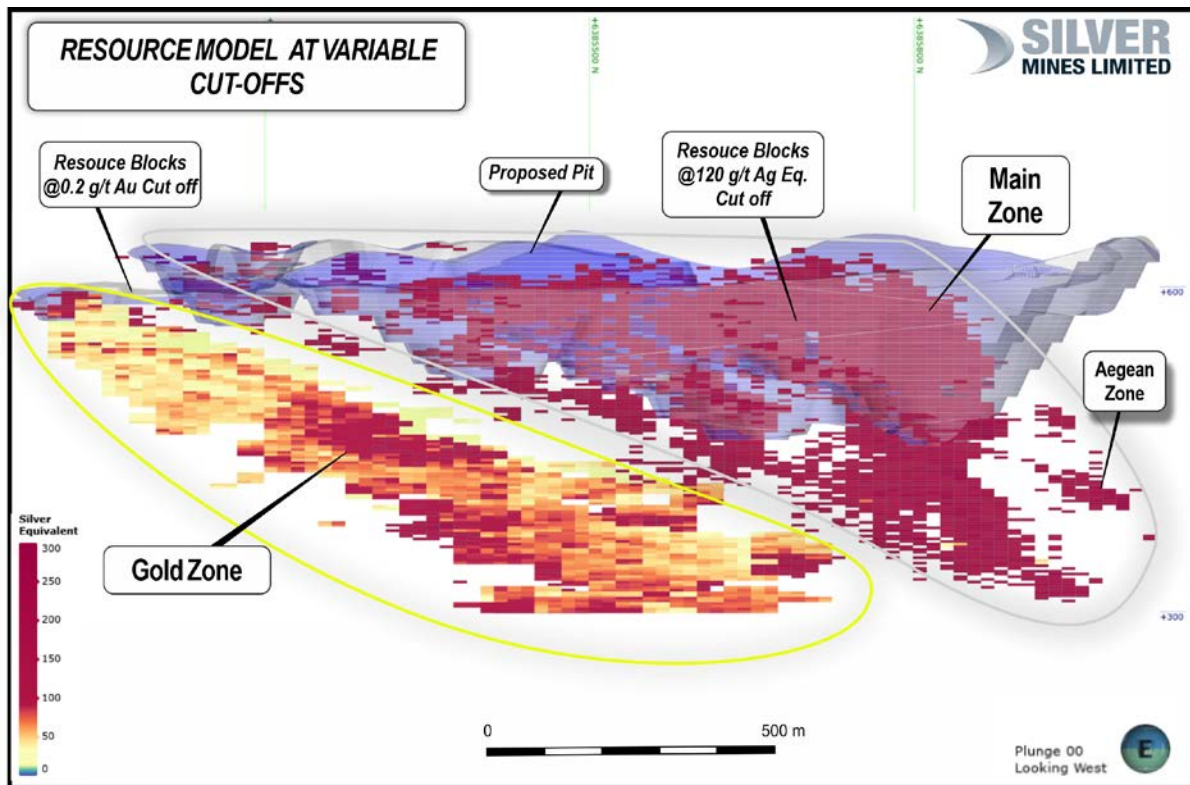 RESOURCE MODEL AT VARIABLE
CUT-OFFS
+6385500 N
+6385800 N
SILVER
MINES LIMITED
Resouce Blocks
@0.2 g/t Au Cut off
Proposed Pit
Resouce Blocks
@120 g/t Ag Eq.
Cut off
Main
Zone
+600
Aegean
Zone
Gold Zone
Silver
Equivalent
300
250
200
150
100
50
0
+300
0 500 m
Plunge 00
Looking West
E